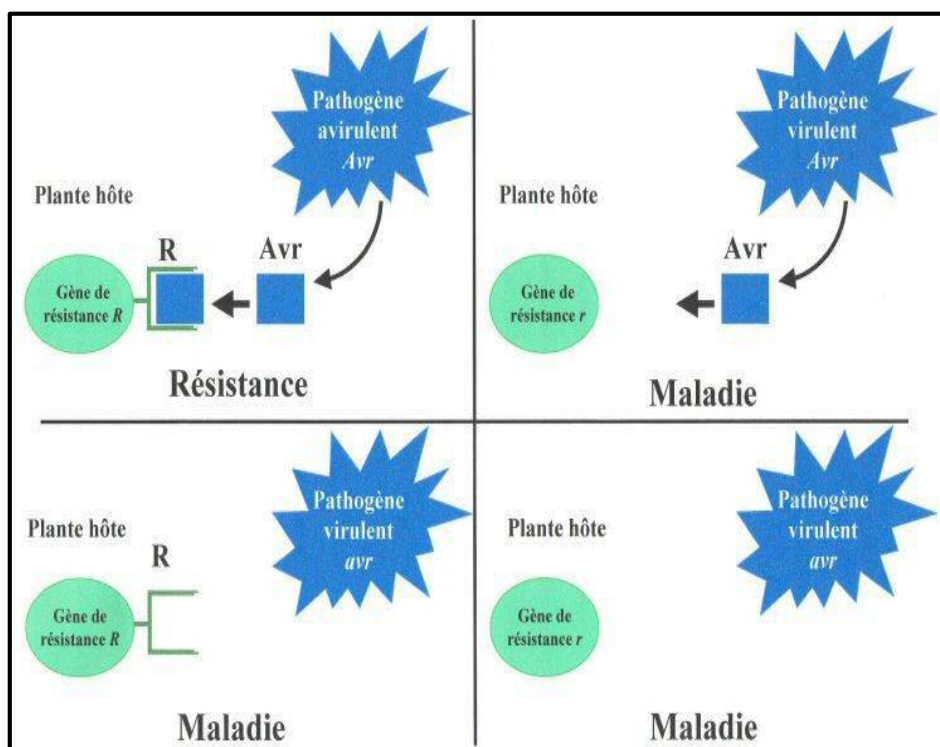 Pathogène
avirulent
Avr
Plante hôte
R
Avr
Gène de
résistance R
Résistance
Pathogène
virulent
Avr
Plante hôte
Avr
Gène de
résistance r
Maladie
Pathogène
virulent
avr
Plante hôte
R
Gène de
résistance R
Maladie
Pathogène
virulent
avr
Plante hôte
Gène de
résistance r
Maladie